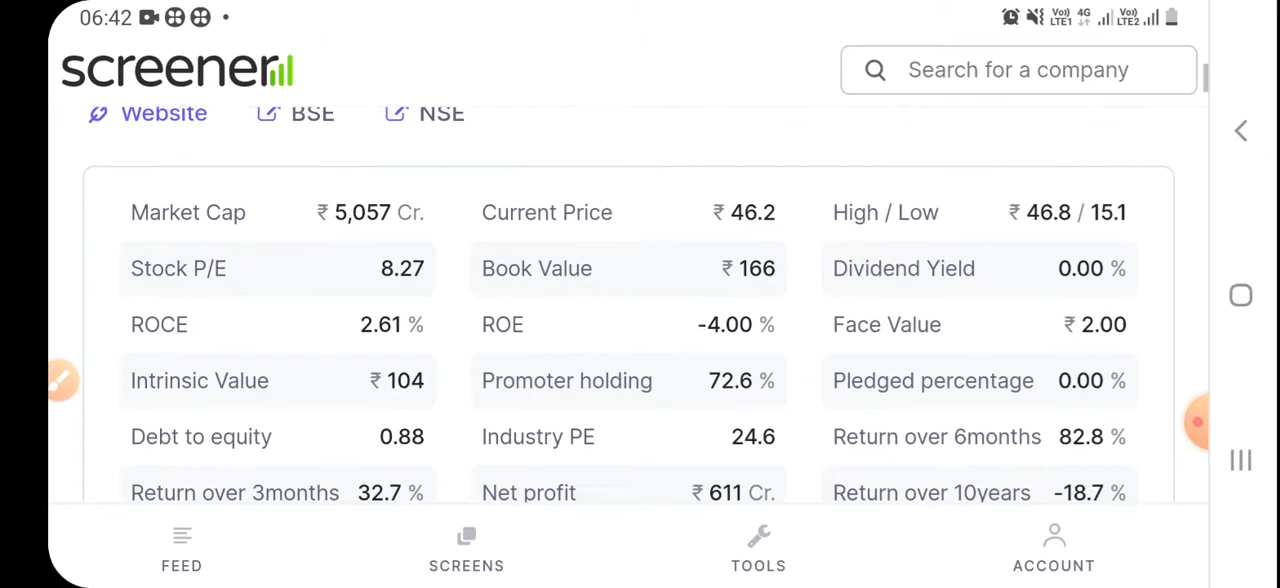 06:42
Vo) LTE1 4G Vo) LTE2
screener
Search for a company
Website BSE NSE
Market Cap ₹ 5,057 Cr. Current Price ₹ 46.2 High / Low ₹ 46.8 / 15.1
Stock P/E 8.27 Book Value ₹ 166 Dividend Yield 0.00 %
ROCE 2.61 % ROE -4.00 % Face Value ₹ 2.00
Intrinsic Value ₹ 104 Promoter holding 72.6 % Pledged percentage 0.00 %
Debt to equity 0.88 Industry PE 24.6 Return over 6months 82.8 %
Return over 3months 32.7 % Net profit ₹ 611 Cr. Return over 10years -18.7 %
FEED SCREENS TOOLS ACCOUNT